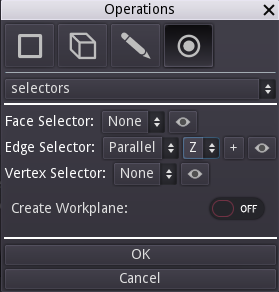 Operations
selectors
Face Selector: None
Edge Selector: Parallel Z +
Vertex Selector: None
Create Workplane: OFF
OK
Cancel